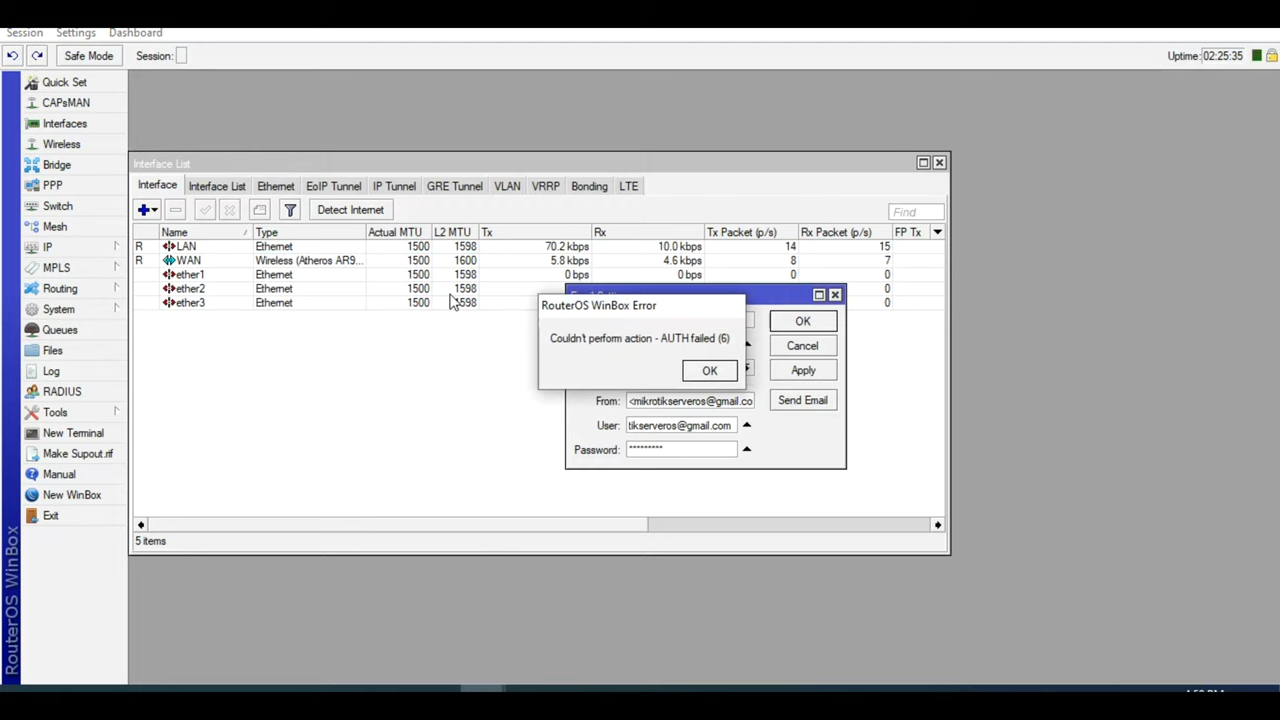 Session Settings Dashboard
Safe Mode Session: Uptime: 02:25:35
Quick Set
CAPsMAN
Interfaces
Wireless
Bridge
PPP
Switch
Mesh
IP
MPLS
Routing
System
Queues
Files
Log
RADIUS
Tools
New Terminal
Make Supout.rif
Manual
New WinBox
Exit
RouterOS WinBox
Interface List
Interface Interface List Ethernet EoIP Tunnel IP Tunnel GRE Tunnel VLAN VRRP Bonding LTE
Detect Internet Find
Name Type Actual MTU L2 MTU Tx Rx Tx Packet (p/s) Rx Packet (p/s) FP Tx
R LAN Ethernet 1500 1598 70.2 kbps 10.0 kbps 14 15
R WAN Wireless (Atheros AR9... 1500 1600 5.8 kbps 4.6 kbps 8 7
ether1 Ethernet 1500 1598 0 bps 0 bps 0 0
ether2 Ethernet 1500 1598 0
ether3 Ethernet 1500 1598 0
5 items
RouterOS WinBox Error
Couldn't perform action - AUTH failed (6)
OK
OK
Cancel
Apply
Send Email
From: <mikrotikserveros@gmail.co
User: tikserveros@gmail.com
Password: *********